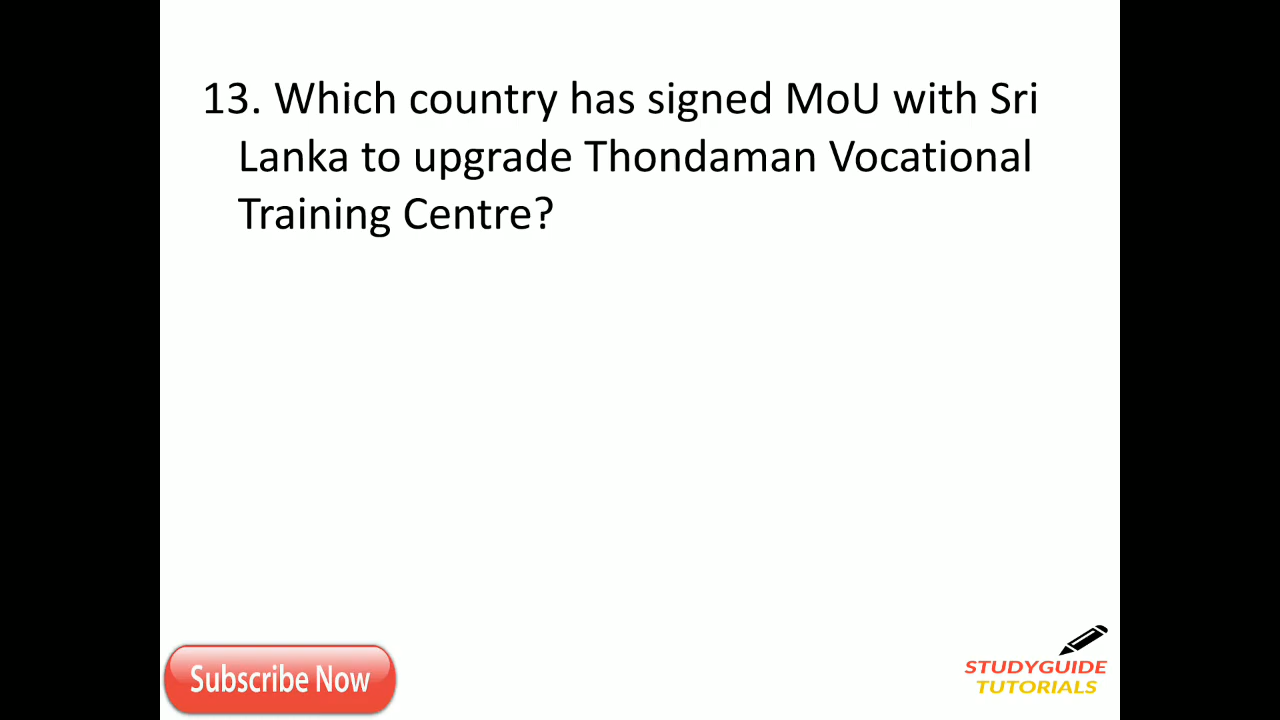 13. Which country has signed MoU with Sri
Lanka to upgrade Thondaman Vocational
Training Centre?
Subscribe Now
STUDYGUIDE
TUTORIALS